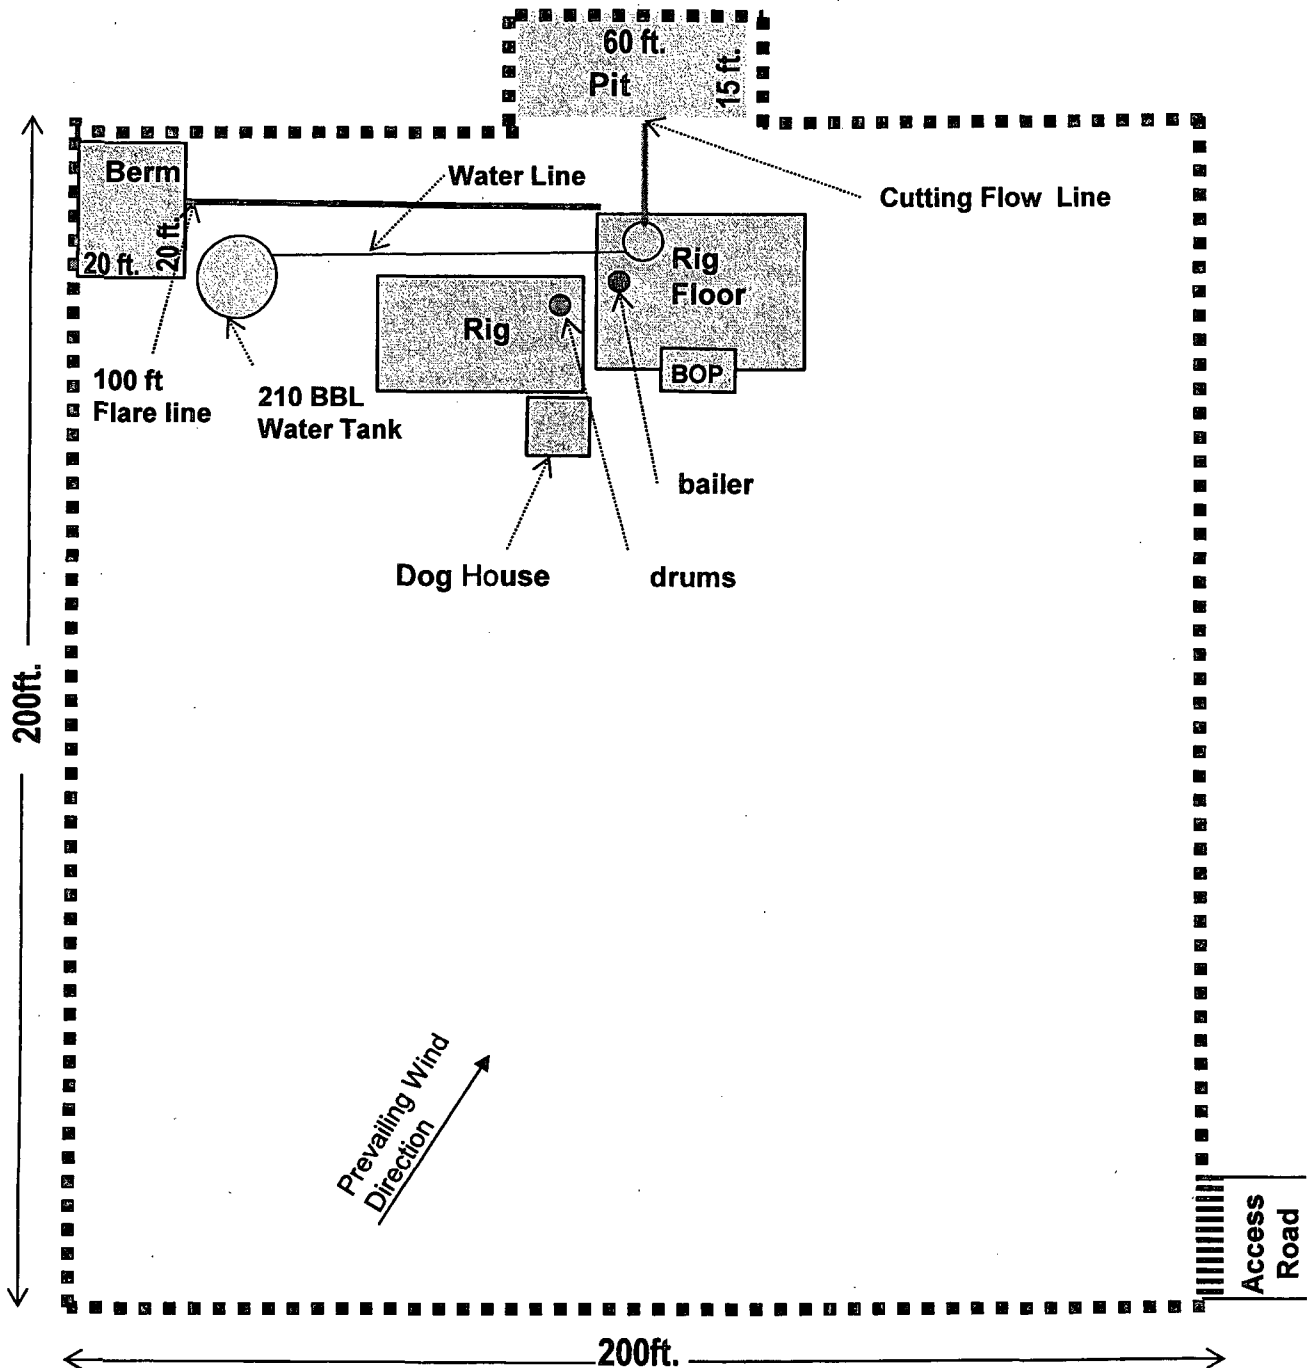 60 ft.
Pit
15 ft.
Berm
20 ft.
20 ft.
Water Line
Cutting Flow Line
Rig
Floor
Rig
BOP
100 ft
Flare line
210 BBL
Water Tank
bailer
Dog House
drums
200ft.
Prevailing Wind
Direction
Access
Road
200ft.